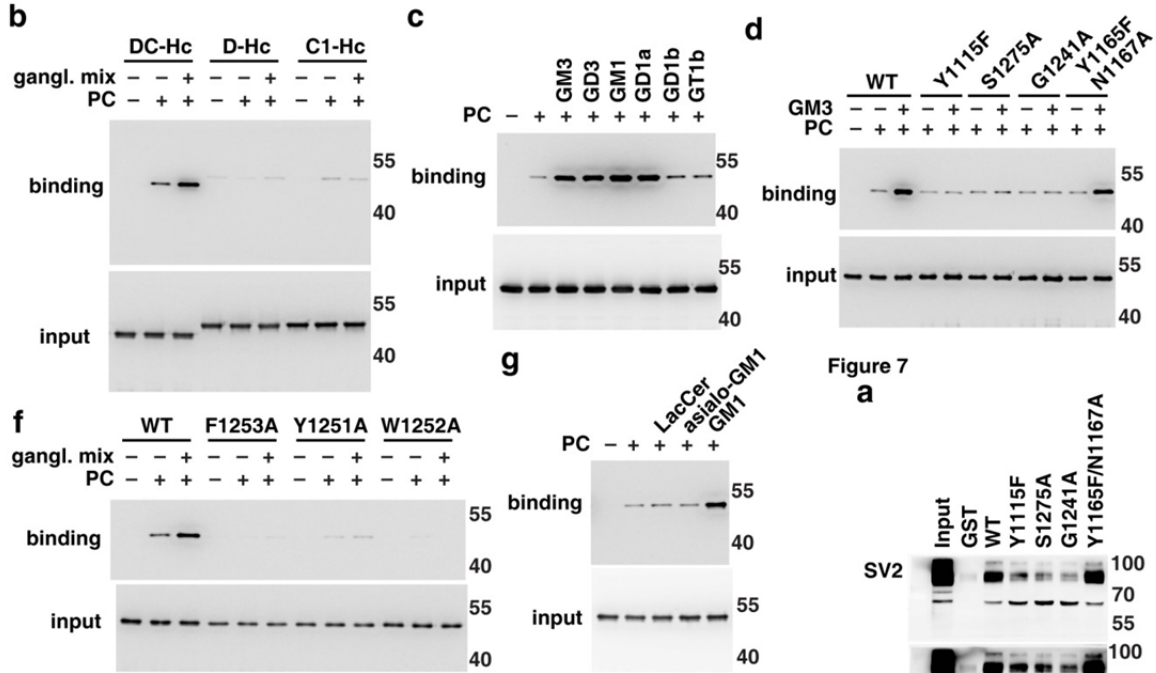 b
DC-Hc D-Hc C1-Hc
gangl. mix − − + − − + − − +
PC − + + − + + − + +
binding
55
40
input
55
40
c
GM3 GD3 GM1 GD1a GD1b GT1b
PC − + + + + + + +
binding
55
40
input
55
40
d
WT Y1115F S1275A G1241A Y1165F N1167A
GM3 − − + − + − + − + − +
PC − + + + + + + + + + +
binding
55
40
input
55
40
f
WT F1253A Y1251A W1252A
gangl. mix − − + − − + − − + − − +
PC − + + − + + − + + − + +
binding
55
40
input
55
40
g
LacCer asialo-GM1 GM1
PC − + + + +
binding
55
40
input
55
40
Figure 7
a
Input GST WT Y1115F S1275A G1241A Y1165F/N1167A
SV2
100
70
55
100